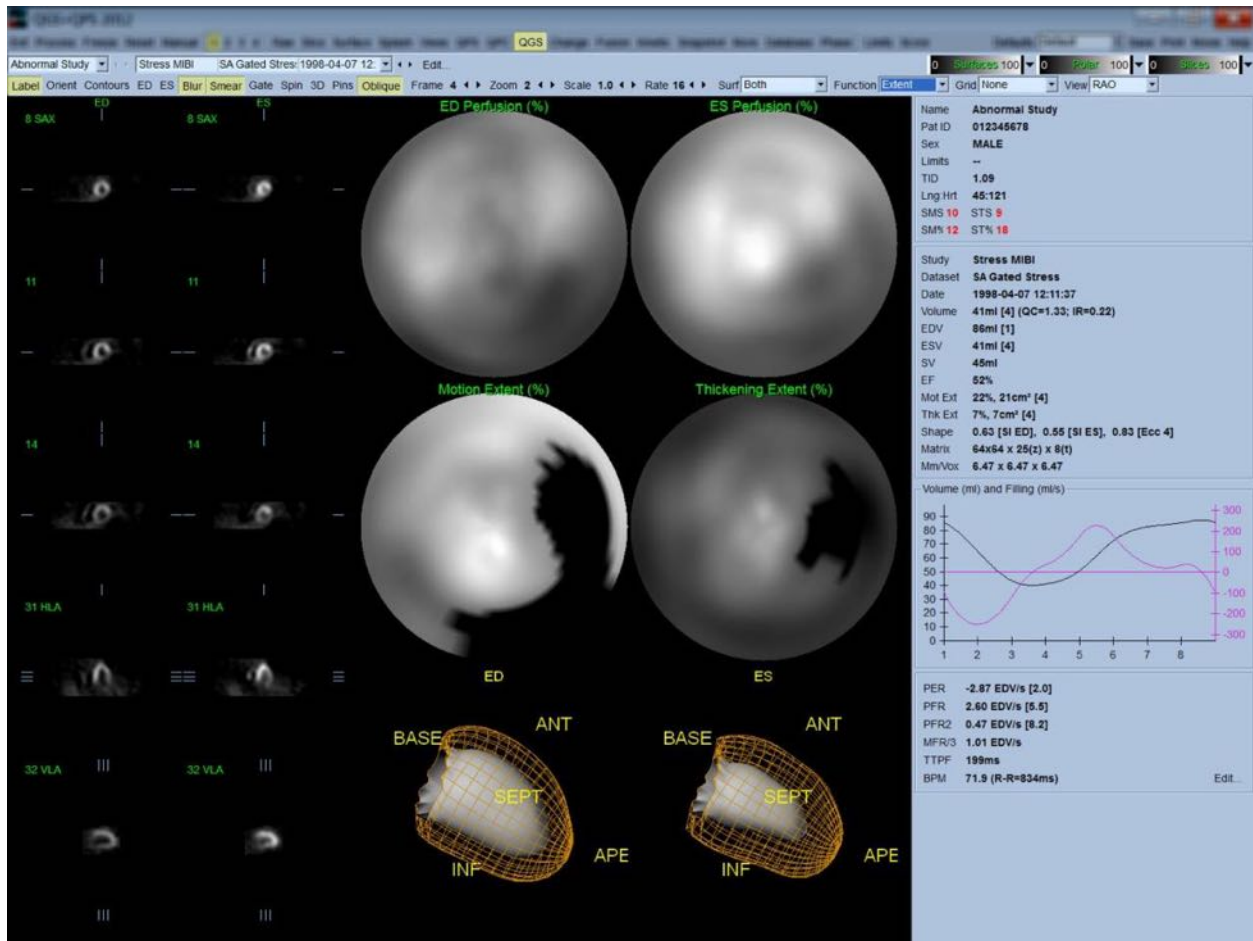 QGS+QPS 2012
QGS
Abnormal Study Stress MIBI SA Gated Stres: 1998-04-07 12: Edit...
0 Surfaces 100 0 Polar 100 0 Slices 100
Label Orient Contours ED ES Blur Smear Gate Spin 3D Pins Oblique Frame 4 Zoom 2 Scale 1.0 Rate 16 Surf Both Function Extent Grid None View RAO
ED ES
8 SAX 8 SAX
11 11
14 14
31 HLA 31 HLA
32 VLA 32 VLA
ED Perfusion (%) ES Perfusion (%)
Motion Extent (%) Thickening Extent (%)
ED ES
BASE ANT SEPT INF APE
BASE ANT SEPT INF APE
Name Abnormal Study
Pat ID 012345678
Sex MALE
Limits --
TID 1.09
Lng:Hrt 45:121
SMS 10 STS 9
SM% 12 ST% 18
Study Stress MIBI
Dataset SA Gated Stress
Date 1998-04-07 12:11:37
Volume 41ml [4] (QC=1.33; IR=0.22)
EDV 86ml [1]
ESV 41ml [4]
SV 45ml
EF 52%
Mot Ext 22%, 21cm² [4]
Thk Ext 7%, 7cm² [4]
Shape 0.63 [SI ED], 0.55 [SI ES], 0.83 [Ecc 4]
Matrix 64x64 x 25(z) x 8(t)
Mm/Vox 6.47 x 6.47 x 6.47
Volume (ml) and Filling (ml/s)
90 80 70 60 50 40 30 20 10 0
300 200 100 0 -100 -200 -300
1 2 3 4 5 6 7 8
PER -2.87 EDV/s [2.0]
PFR 2.60 EDV/s [5.5]
PFR2 0.47 EDV/s [8.2]
MFR/3 1.01 EDV/s
TTPF 199ms
BPM 71.9 (R-R=834ms) Edit...